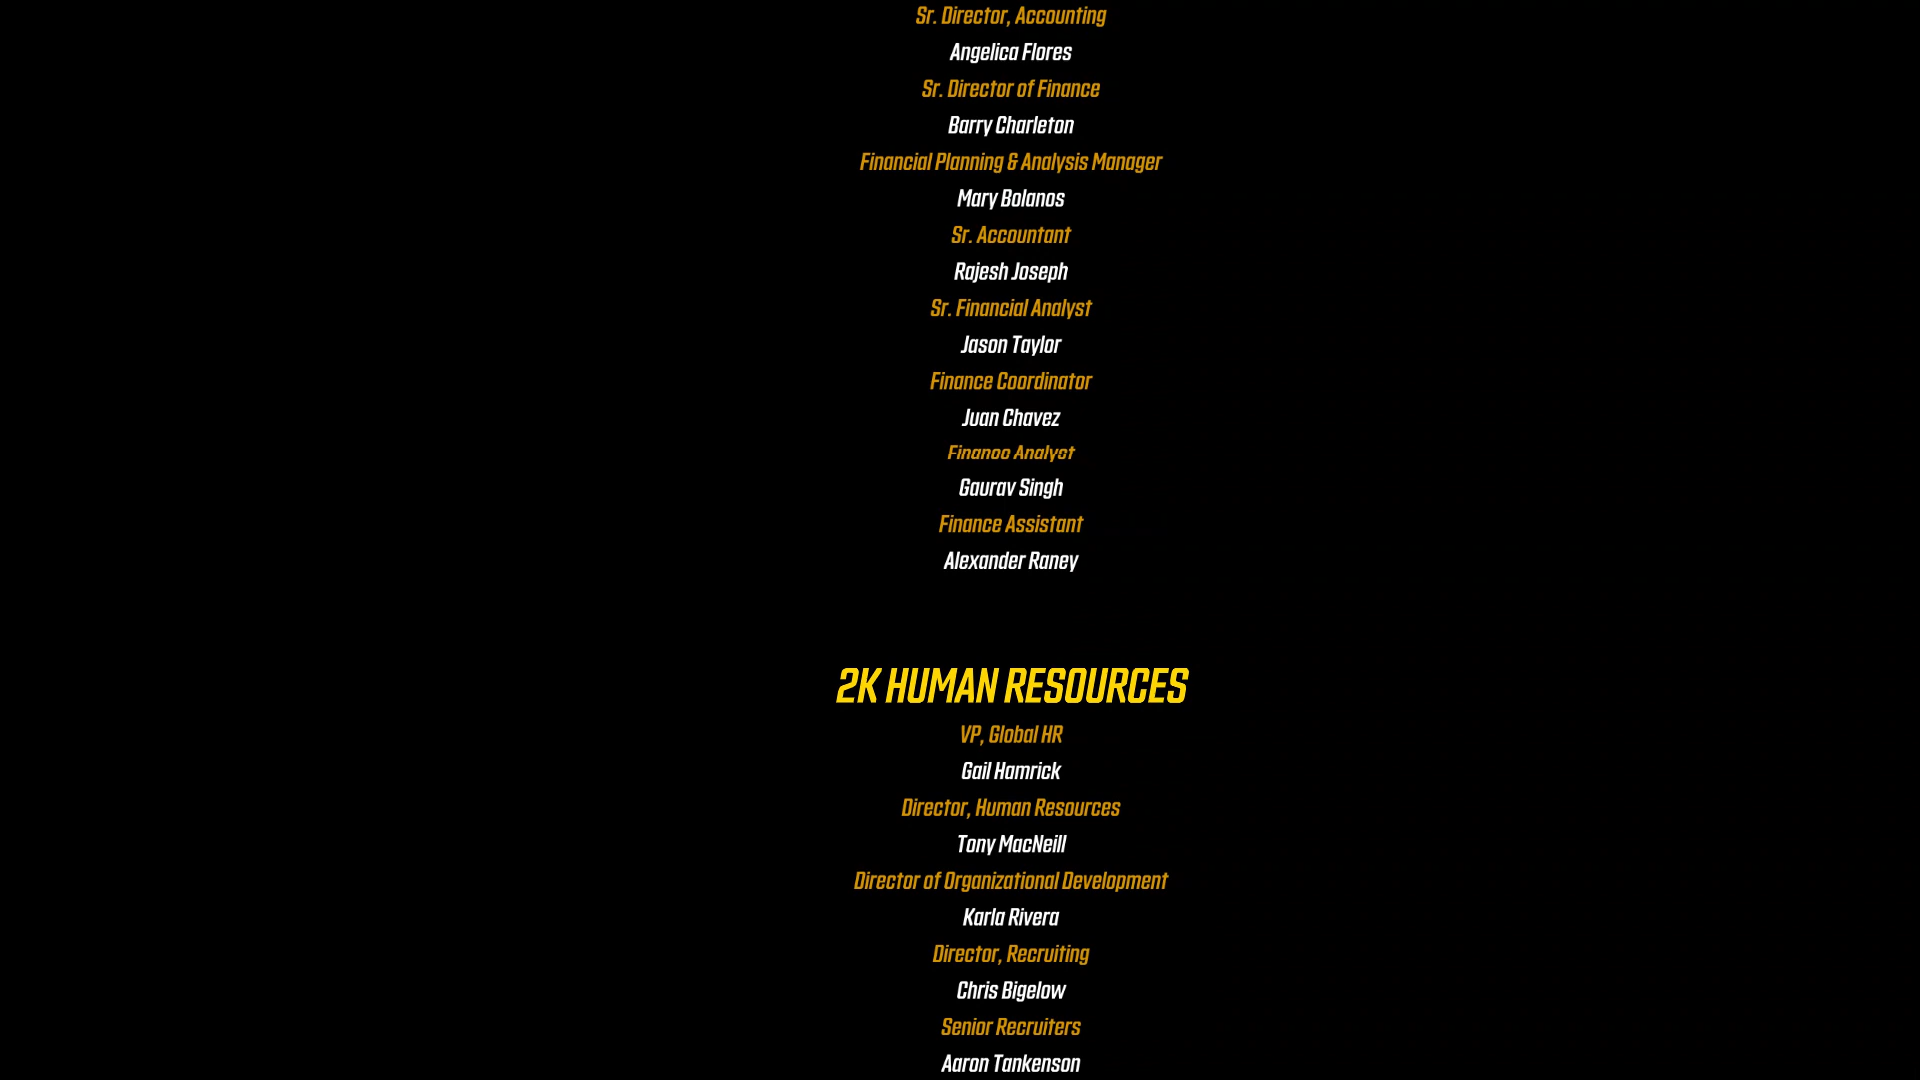 Sr. Director, Accounting
Angelica Flores
Sr. Director of Finance
Barry Charleton
Financial Planning & Analysis Manager
Mary Bolanos
Sr. Accountant
Rajesh Joseph
Sr. Financial Analyst
Jason Taylor
Finance Coordinator
Juan Chavez
Finance Analyst
Gaurav Singh
Finance Assistant
Alexander Raney
2K HUMAN RESOURCES
VP, Global HR
Gail Hamrick
Director, Human Resources
Tony MacNeill
Director of Organizational Development
Karla Rivera
Director, Recruiting
Chris Bigelow
Senior Recruiters
Aaron Tankenson